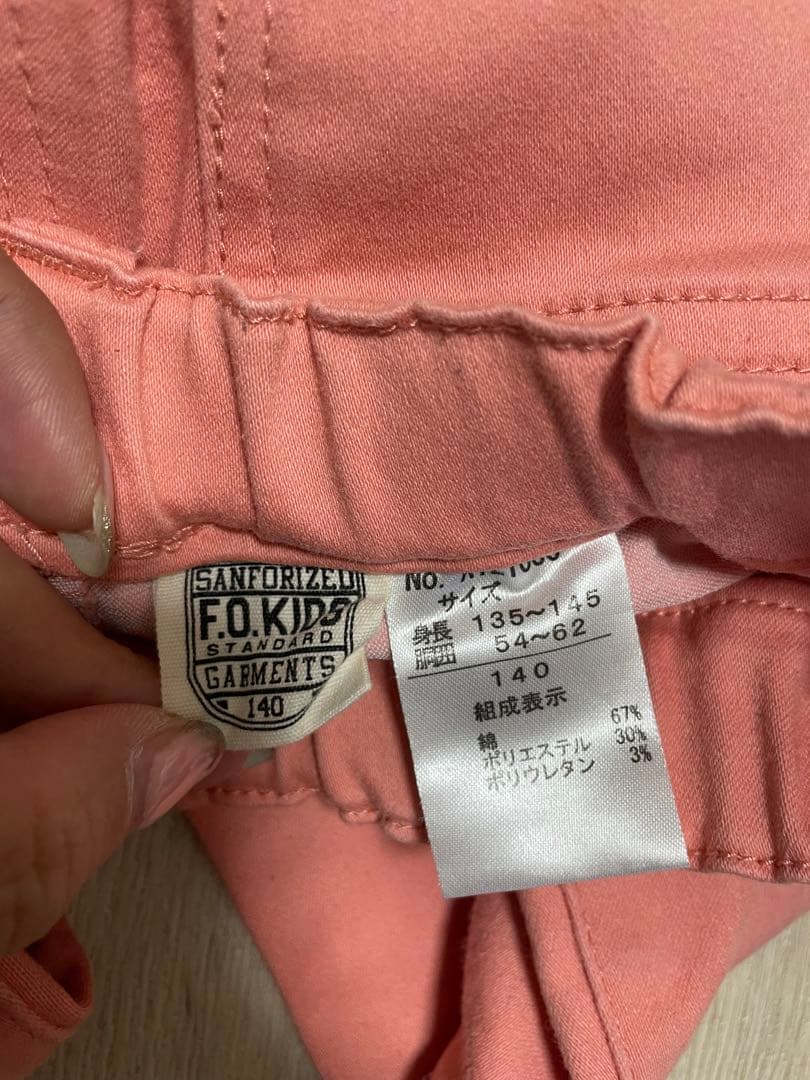 SANFORIZED
F.O.KIDS
STANDARD
GARMENTS
140
No.
サイズ
身長 135~145
胴囲 54~62
140
組成表示
綿 67%
ポリエステル 30%
ポリウレタン 3%